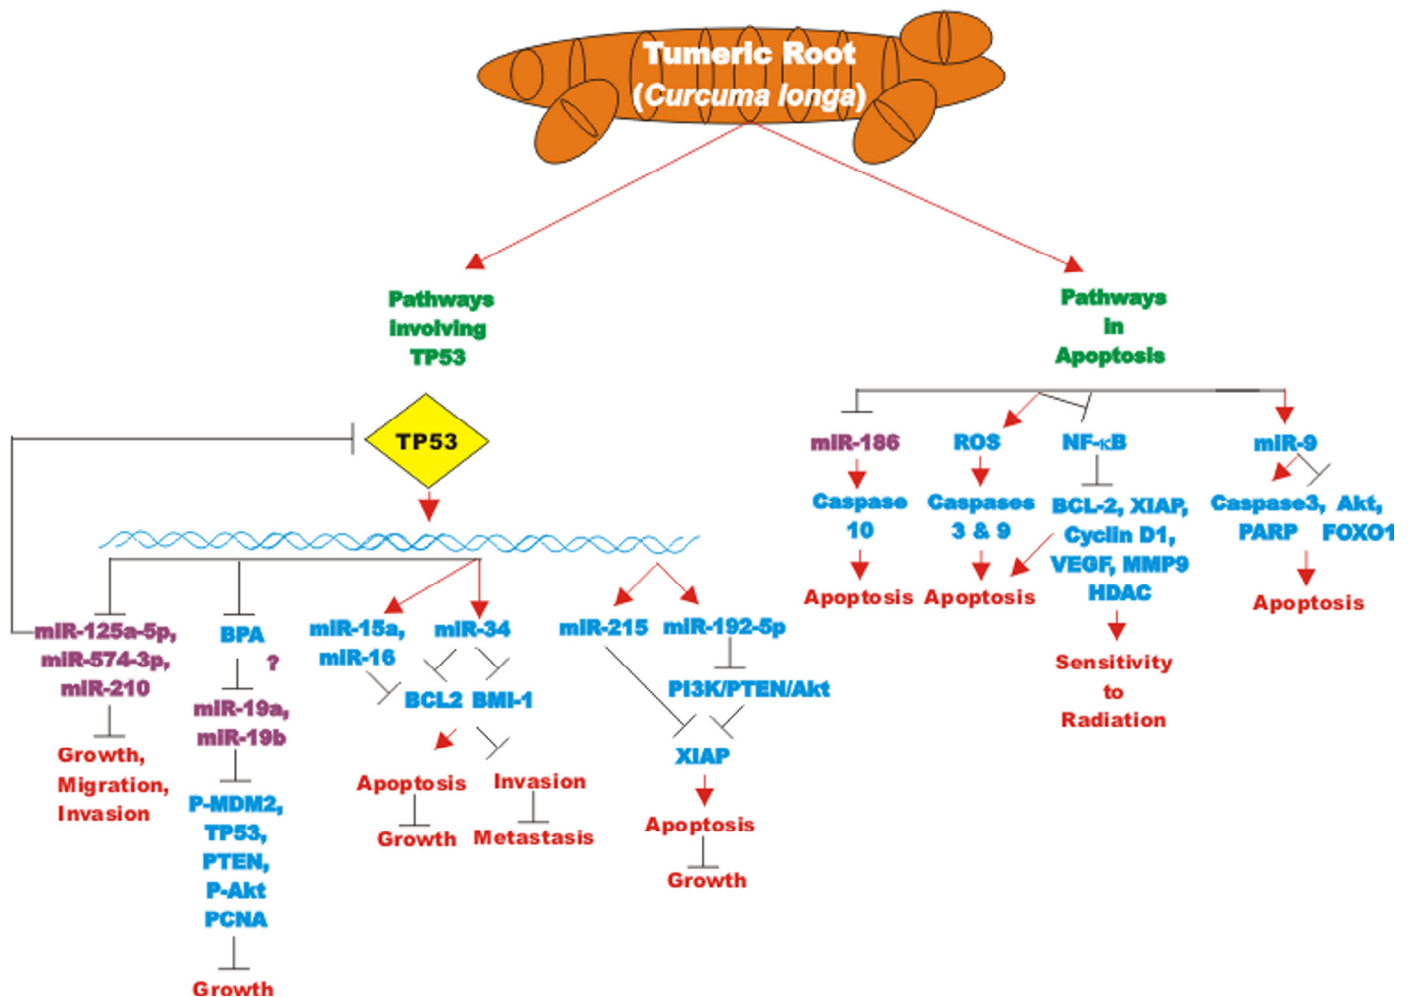 Tumeric Root
(Curcuma longa)
Pathways
involving
TP53
TP53
miR-125a-5p,
miR-574-3p,
miR-210
Growth,
Migration,
Invasion
BPA
?
miR-19a,
miR-19b
P-MDM2,
TP53,
PTEN,
P-Akt
PCNA
Growth
miR-15a,
miR-16
miR-34
BCL2 BMI-1
Apoptosis
Growth
Invasion
Metastasis
miR-215
miR-192-5p
PI3K/PTEN/Akt
XIAP
Apoptosis
Growth
Pathways
in
Apoptosis
miR-186
Caspase
10
Apoptosis
ROS
Caspases
3 & 9
Apoptosis
NF-κB
BCL-2, XIAP,
Cyclin D1,
VEGF, MMP9
HDAC
Sensitivity
to
Radiation
miR-9
Caspase3, Akt,
PARP FOXO1
Apoptosis